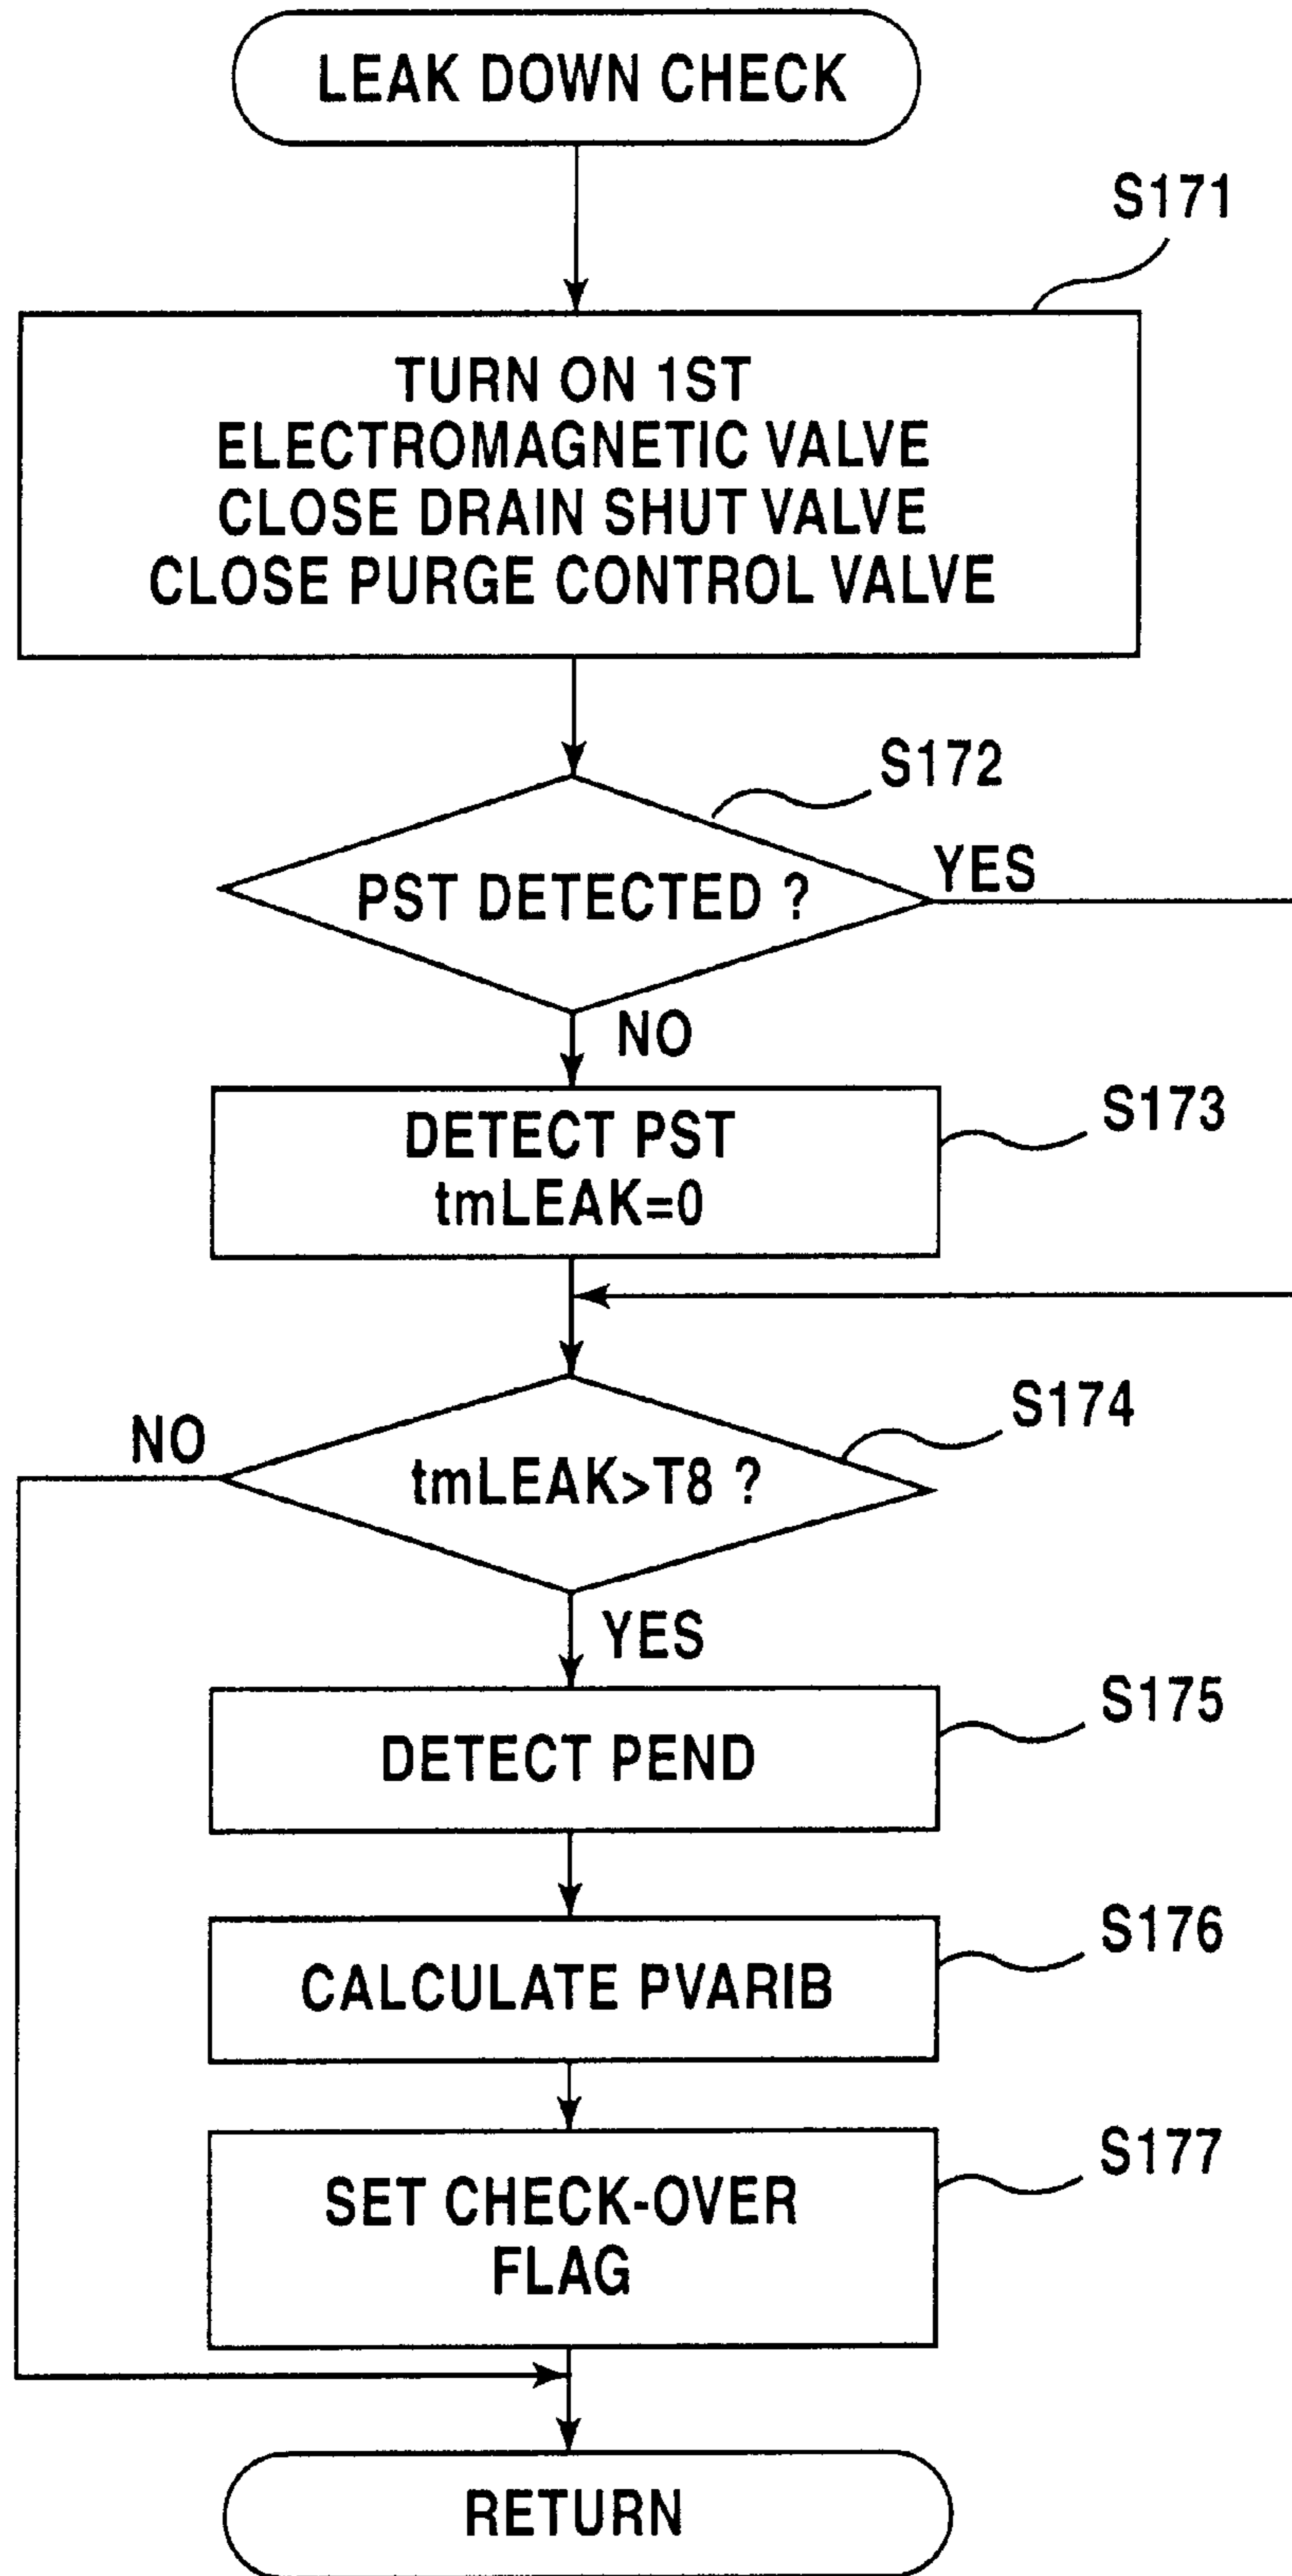 LEAK DOWN CHECK
S171
TURN ON 1ST
ELECTROMAGNETIC VALVE
CLOSE DRAIN SHUT VALVE
CLOSE PURGE CONTROL VALVE
S172
PST DETECTED ?
YES
NO
DETECT PST
tmLEAK=0
S173
S174
NO
tmLEAK>T8 ?
YES
DETECT PEND
S175
CALCULATE PVARIB
S176
SET CHECK-OVER
FLAG
S177
RETURN